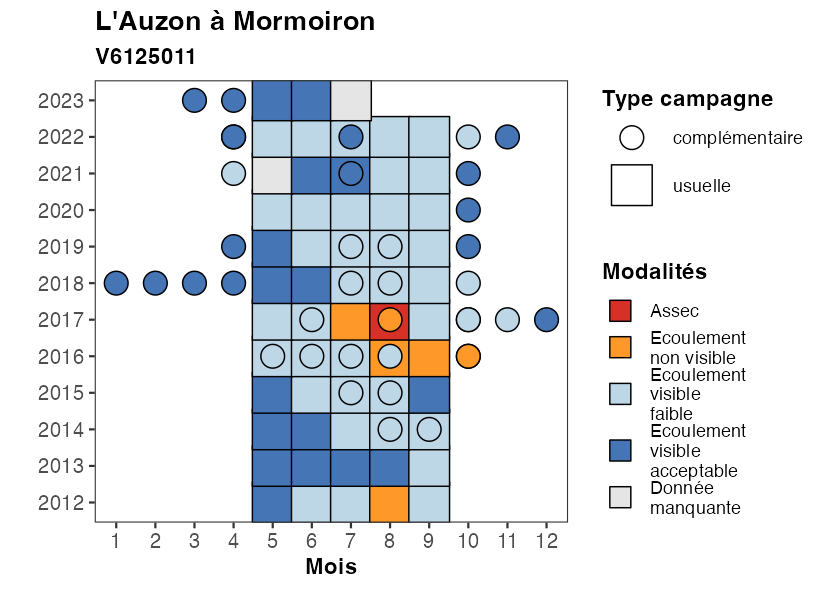 L'Auzon à Mormoiron
V6125011
2023
2022
2021
2020
2019
2018
2017
2016
2015
2014
2013
2012
1 2 3 4 5 6 7 8 9 10 11 12
Mois
Type campagne
complémentaire
usuelle
Modalités
Assec
Ecoulement
non visible
Ecoulement
visible
faible
Ecoulement
visible
acceptable
Donnée
manquante